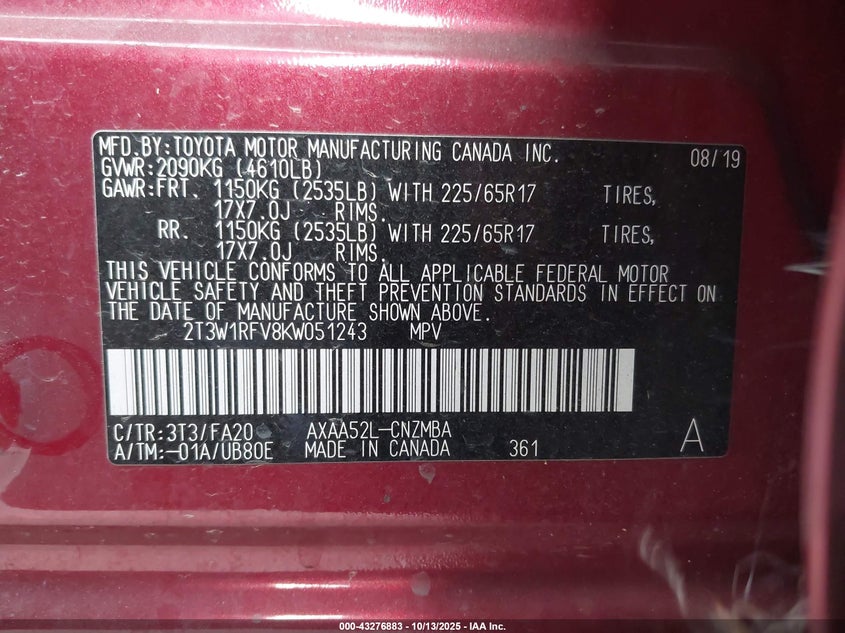 MFD.BY:TOYOTA MOTOR MANUFACTURING CANADA INC. 08/19
GVWR:2090KG (4610LB)
GAWR:FRT. 1150KG (2535LB) WITH 225/65R17 TIRES,
17X7.0J RIMS.
RR. 1150KG (2535LB) WITH 225/65R17 TIRES,
17X7.0J RIMS.
THIS VEHICLE CONFORMS TO ALL APPLICABLE FEDERAL MOTOR
VEHICLE SAFETY AND THEFT PREVENTION STANDARDS IN EFFECT ON
THE DATE OF MANUFACTURE SHOWN ABOVE.
2T3W1RFV8KW051243 MPV
C/TR:3T3/FA20 AXAA52L-CNZMBA
A/TM:-01A/UB80E MADE IN CANADA 361 A
000-43276883 | 10/13/2025 - IAA Inc.